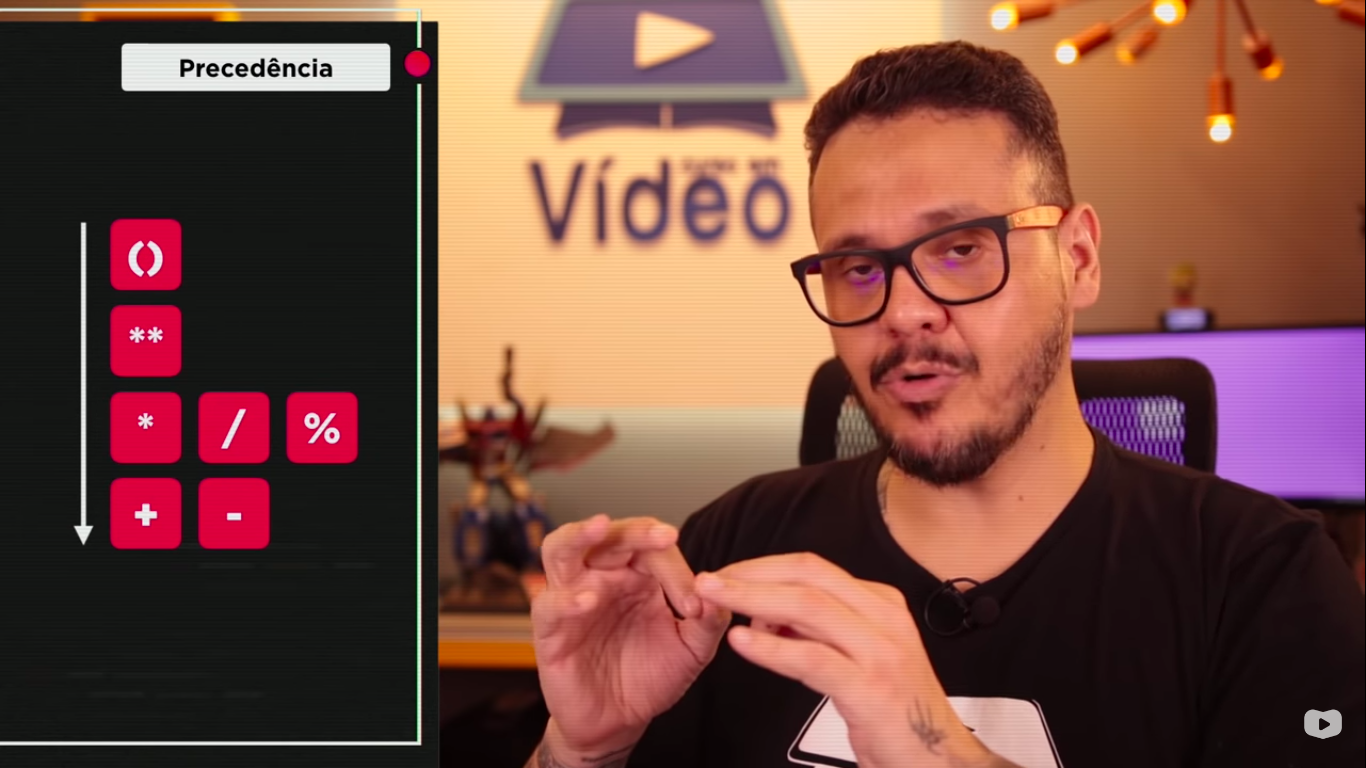 Precedência
()
**
* / %
+ -
Vídeo